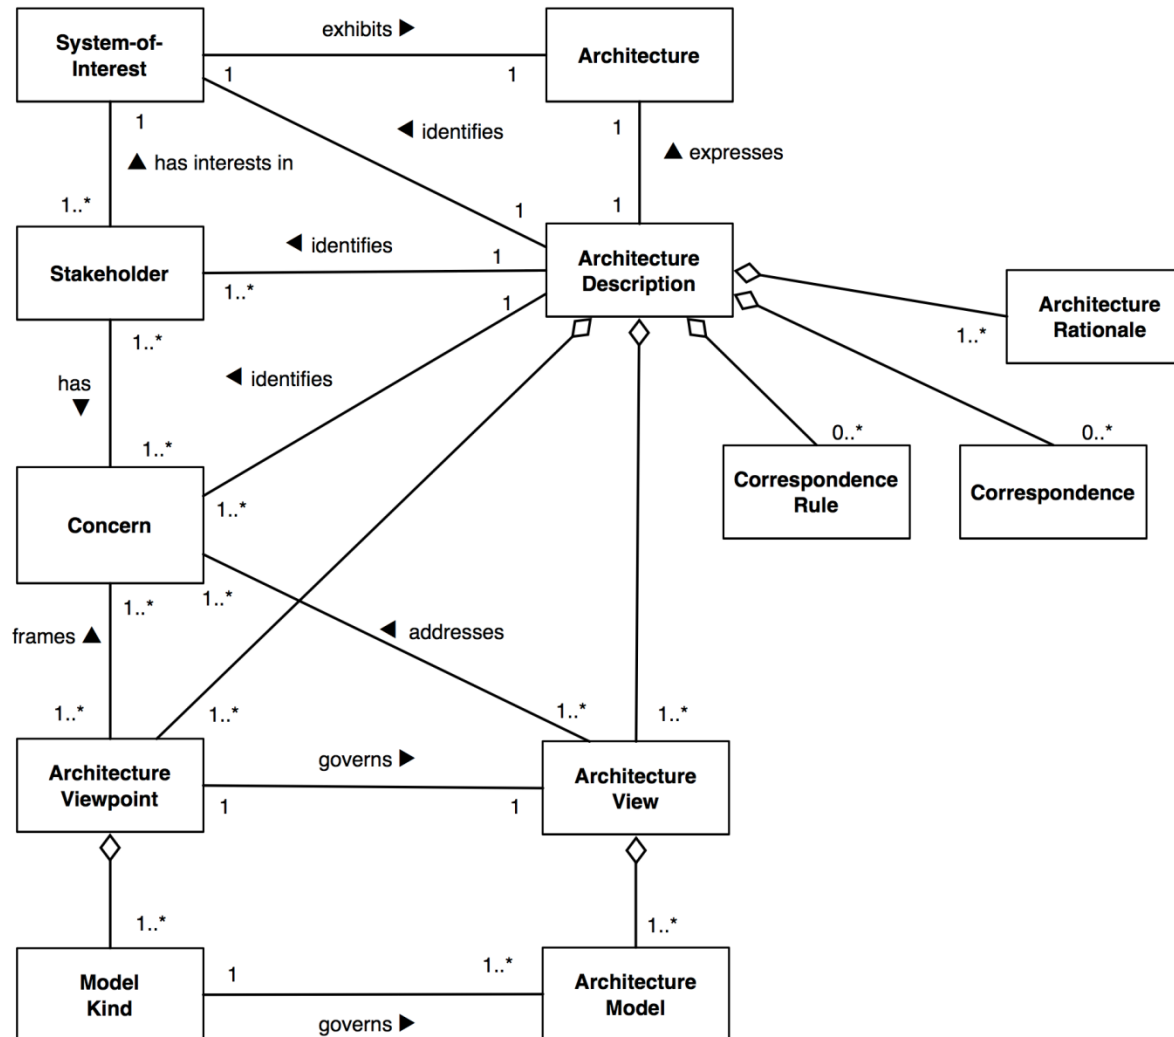 System-of-
Interest
exhibits ▶
Architecture
1
1
1
◀ identifies
1
▲ has interests in
▲ expresses
1..*
1
1
Stakeholder
◀ identifies
1
1..*
Architecture
Description
1..*
1
Architecture
Rationale
1..*
has
▼
◀ identifies
1..*
0..*
0..*
Concern
1..*
Correspondence
Rule
Correspondence
1..*
1..*
frames ▲
◀ addresses
1..*
1..*
1..*
1..*
Architecture
Viewpoint
governs ▶
1
1
Architecture
View
1..*
1..*
Model
Kind
1
1..*
governs ▶
Architecture
Model